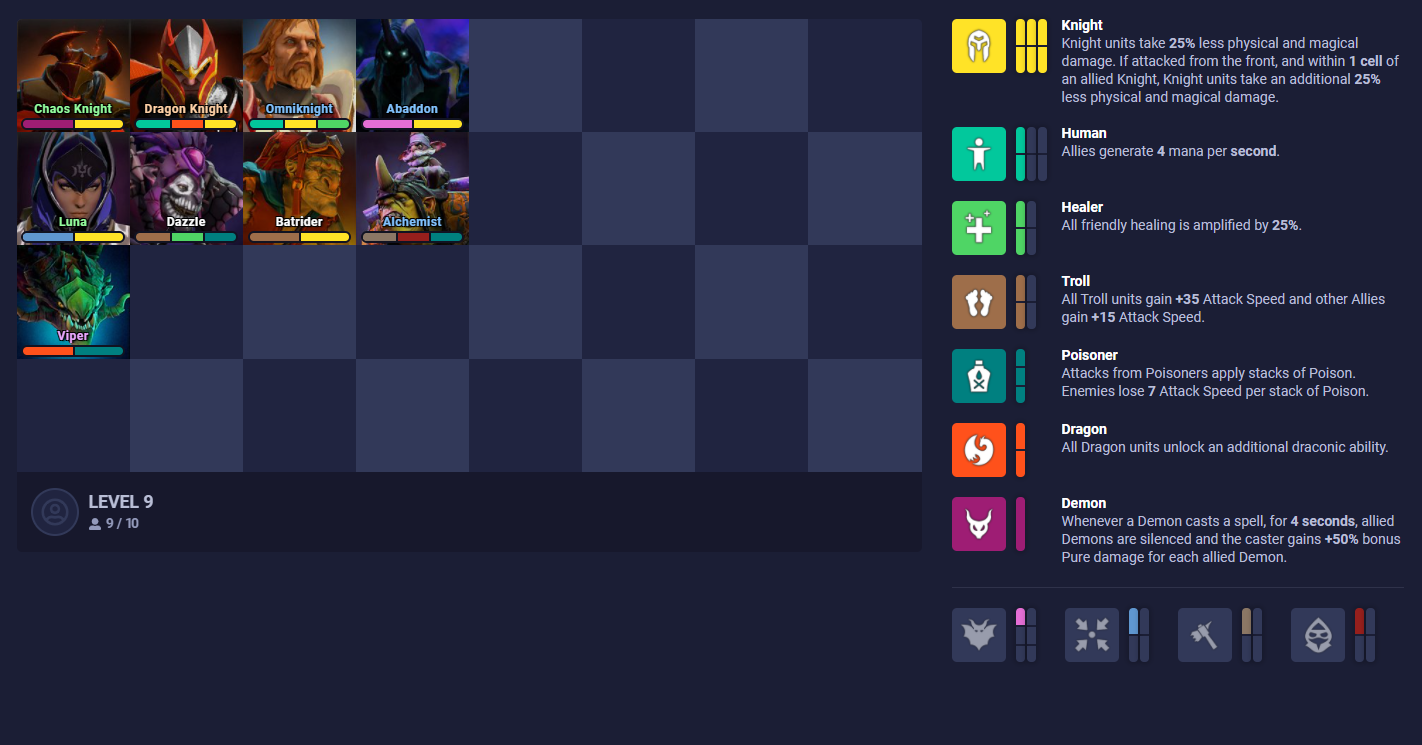 Chaos Knight
Dragon Knight
Omniknight
Abaddon
Luna
Dazzle
Batrider
Alchemist
Viper
LEVEL 9
9 / 10
Knight
Knight units take 25% less physical and magical
damage. If attacked from the front, and within 1 cell of
an allied Knight, Knight units take an additional 25%
less physical and magical damage.
Human
Allies generate 4 mana per second.
Healer
All friendly healing is amplified by 25%.
Troll
All Troll units gain +35 Attack Speed and other Allies
gain +15 Attack Speed.
Poisoner
Attacks from Poisoners apply stacks of Poison.
Enemies lose 7 Attack Speed per stack of Poison.
Dragon
All Dragon units unlock an additional draconic ability.
Demon
Whenever a Demon casts a spell, for 4 seconds, allied
Demons are silenced and the caster gains +50% bonus
Pure damage for each allied Demon.